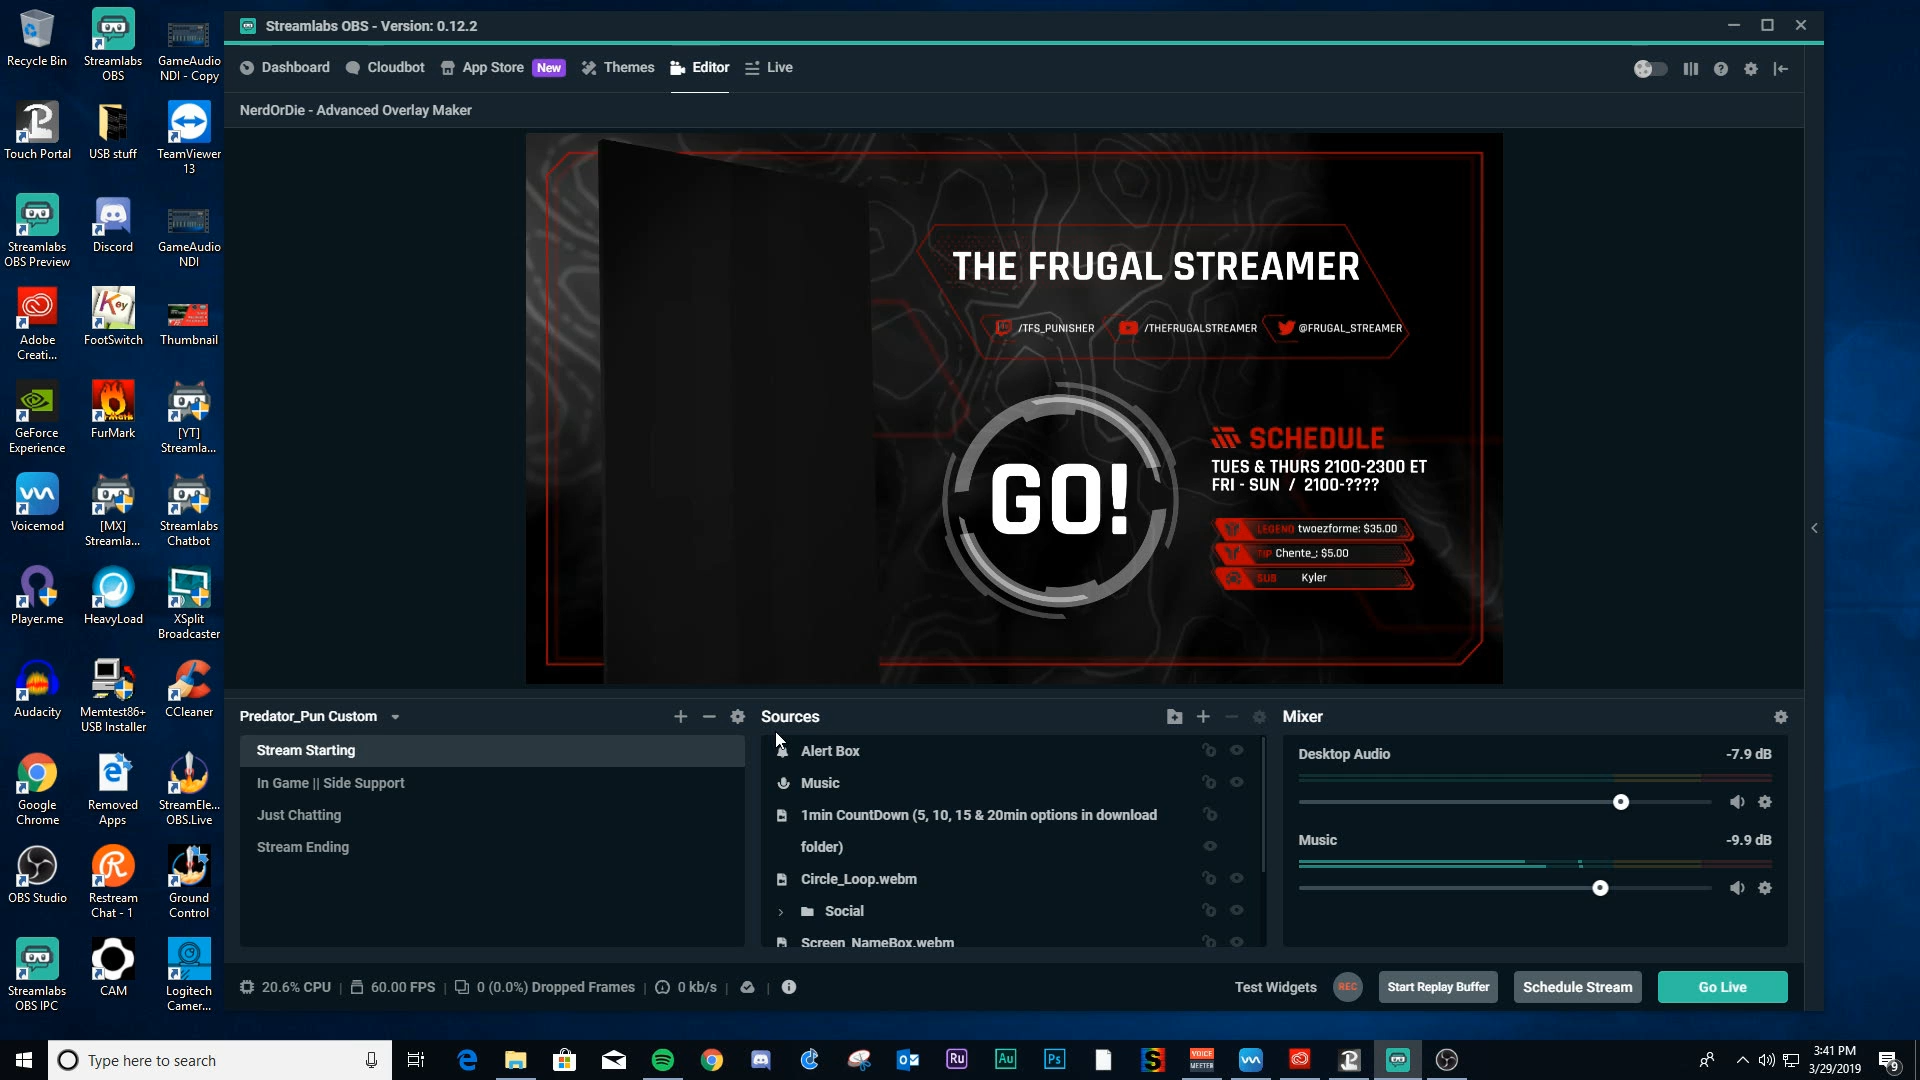 Recycle Bin
Streamlabs
OBS
GameAudio
NDI - Copy
Touch Portal
USB stuff
TeamViewer
13
Streamlabs
OBS Preview
Discord
GameAudio
NDI
Adobe
Creati...
FootSwitch
Key
Thumbnail
GeForce
Experience
FurMark
[YT]
Streamla...
Voicemod
[MX]
Streamla...
Streamlabs
Chatbot
Player.me
HeavyLoad
XSplit
Broadcaster
Audacity
Memtest86+
USB Installer
CCleaner
Google
Chrome
Removed
Apps
StreamEle...
OBS.Live
OBS Studio
Restream
Chat - 1
Ground
Control
Streamlabs
OBS IPC
CAM
Logitech
Camer...
Streamlabs OBS - Version: 0.12.2
Dashboard
Cloudbot
App Store
New
Themes
Editor
Live
NerdOrDie - Advanced Overlay Maker
THE FRUGAL STREAMER
/TFS_PUNISHER
/THEFRUGALSTREAMER
@FRUGAL_STREAMER
GO!
SCHEDULE
TUES & THURS 2100-2300 ET
FRI - SUN / 2100-????
LEGEND twoezforme: $35.00
TIP Chente_: $5.00
SUB Kyler
Predator_Pun Custom
Stream Starting
In Game || Side Support
Just Chatting
Stream Ending
Sources
Alert Box
Music
1min CountDown (5, 10, 15 & 20min options in download
folder)
Circle_Loop.webm
Social
Screen_NameBox.webm
Mixer
Desktop Audio
-7.9 dB
Music
-9.9 dB
20.6% CPU
60.00 FPS
0 (0.0%) Dropped Frames
0 kb/s
Test Widgets
REC
Start Replay Buffer
Schedule Stream
Go Live
Type here to search
Ru
Au
Ps
VOICE
MEETER
3:41 PM
3/29/2019
9